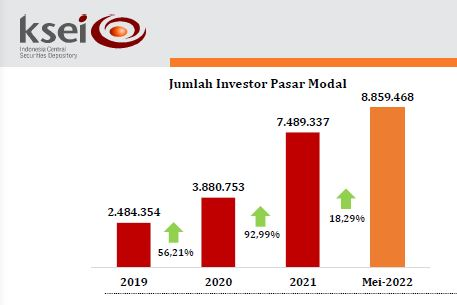 ksei
Indonesia Central
Securities Depository
Jumlah Investor Pasar Modal
8.859.468
7.489.337
3.880.753
2.484.354
18,29%
92,99%
56,21%
2019 2020 2021 Mei-2022